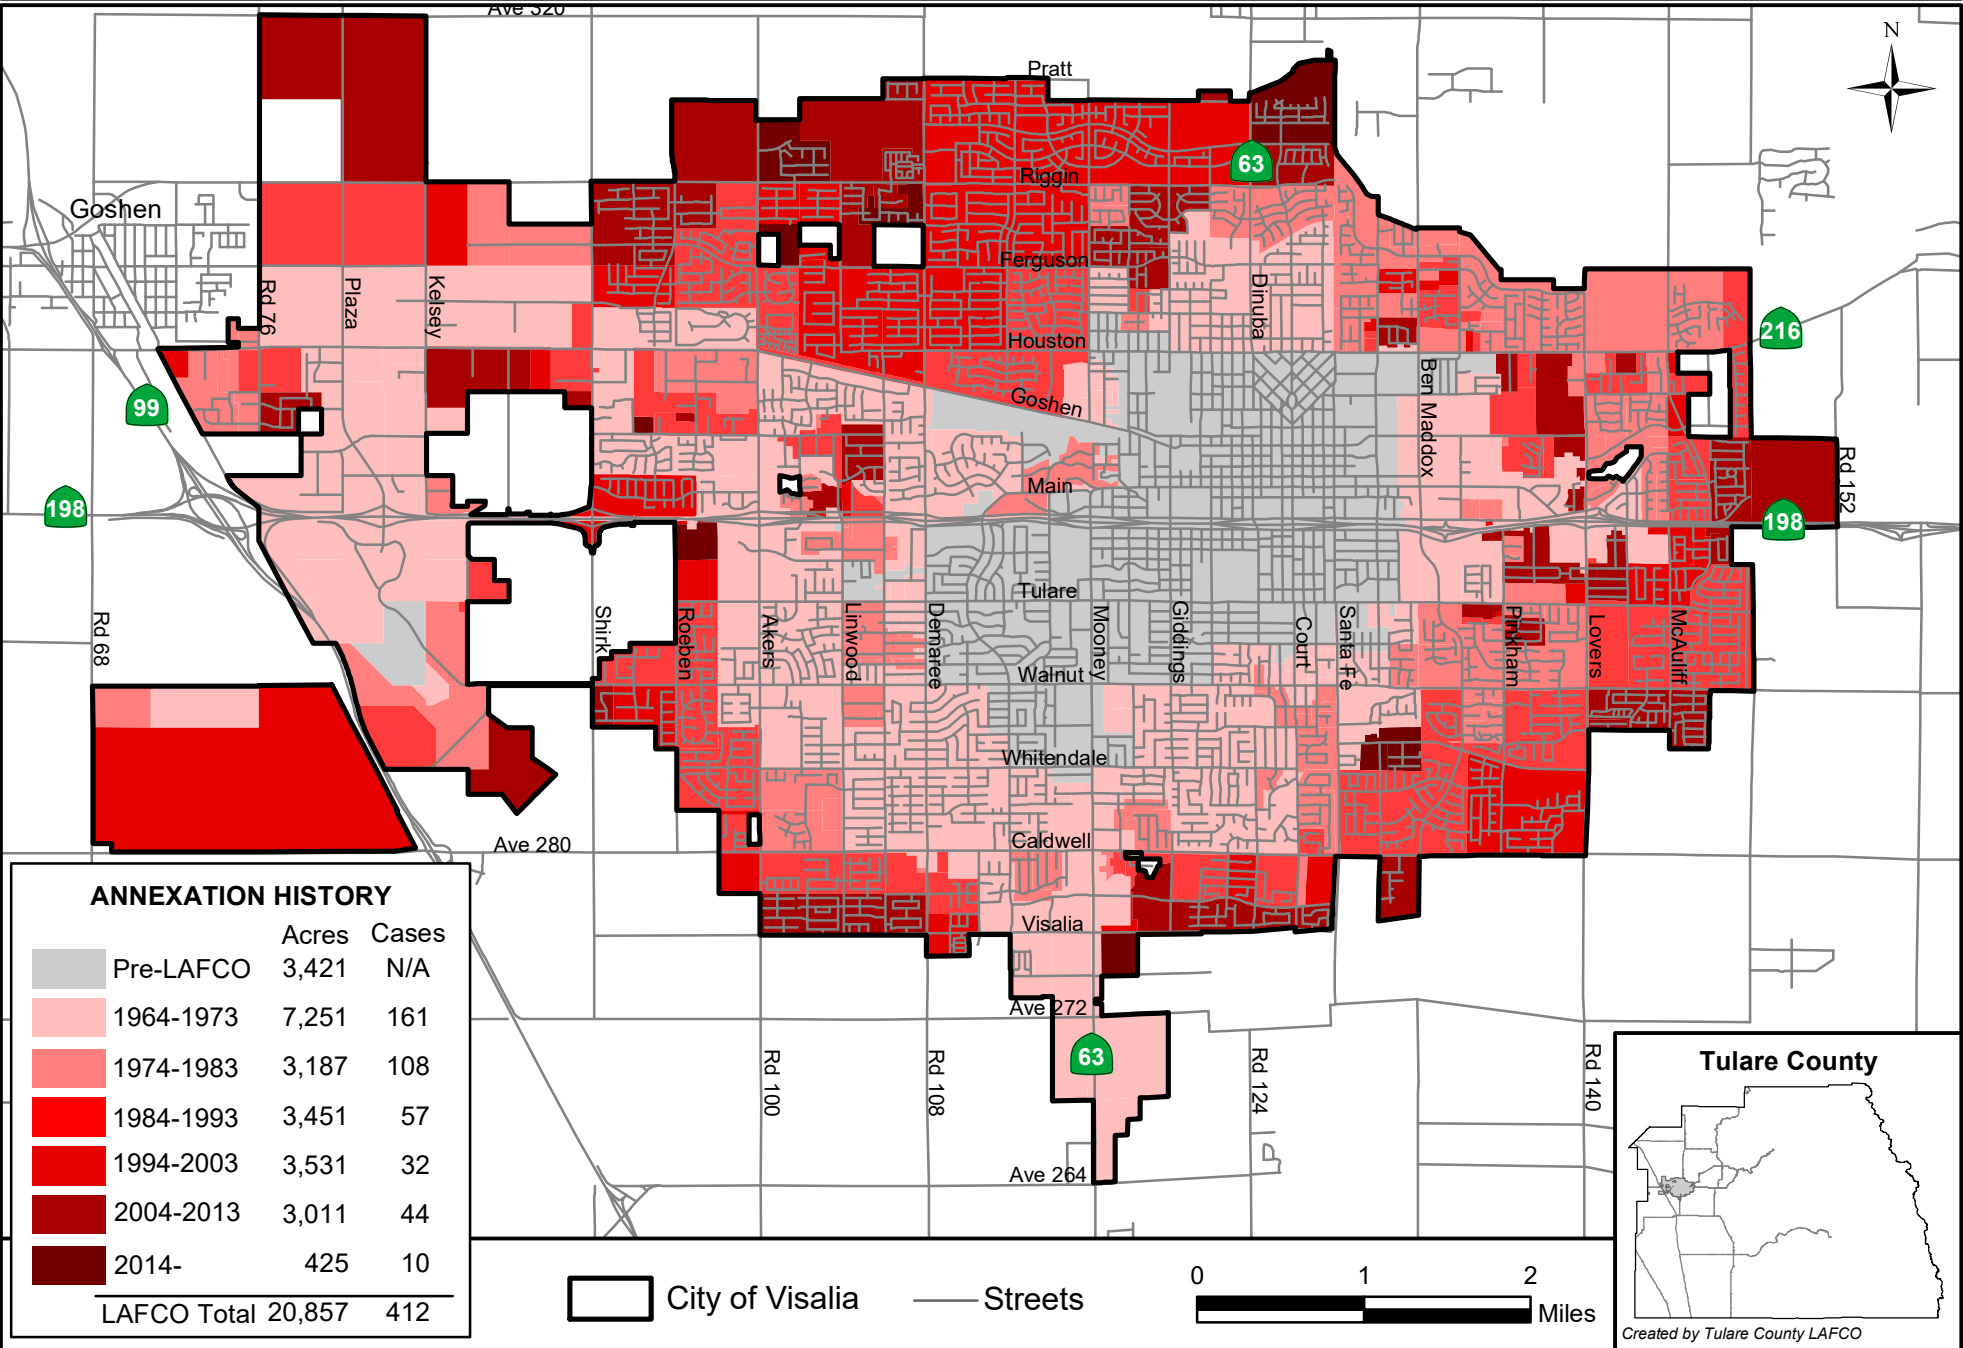 Ave 320
N
Pratt
63
Riggin
Goshen
Ferguson
Rd 76
Plaza
Kelsey
Dinuba
216
Houston
Ben Maddox
99
Goshen
Main
Rd 152
198
198
Tulare
Rd 68
Shirk
Roeben
Akers
Linwood
Demaree
Mooney
Giddings
Court
Santa Fe
Pinkham
Lovers
McAuliff
Walnut
Whitendale
Ave 280
Caldwell
Visalia
Ave 272
63
Rd 100
Rd 108
Rd 124
Rd 140
Ave 264
ANNEXATION HISTORY
Acres Cases
Pre-LAFCO 3,421 N/A
1964-1973 7,251 161
1974-1983 3,187 108
1984-1993 3,451 57
1994-2003 3,531 32
2004-2013 3,011 44
2014- 425 10
LAFCO Total 20,857 412
City of Visalia
Streets
0 1 2
Miles
Tulare County
Created by Tulare County LAFCO